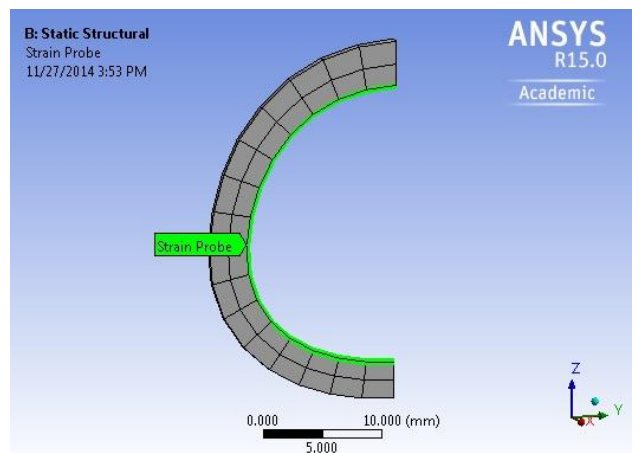 B: Static Structural
Strain Probe
11/27/2014 3:53 PM
ANSYS
R15.0
Academic
Strain Probe
0.000 10.000 (mm)
5.000
Z
Y
X